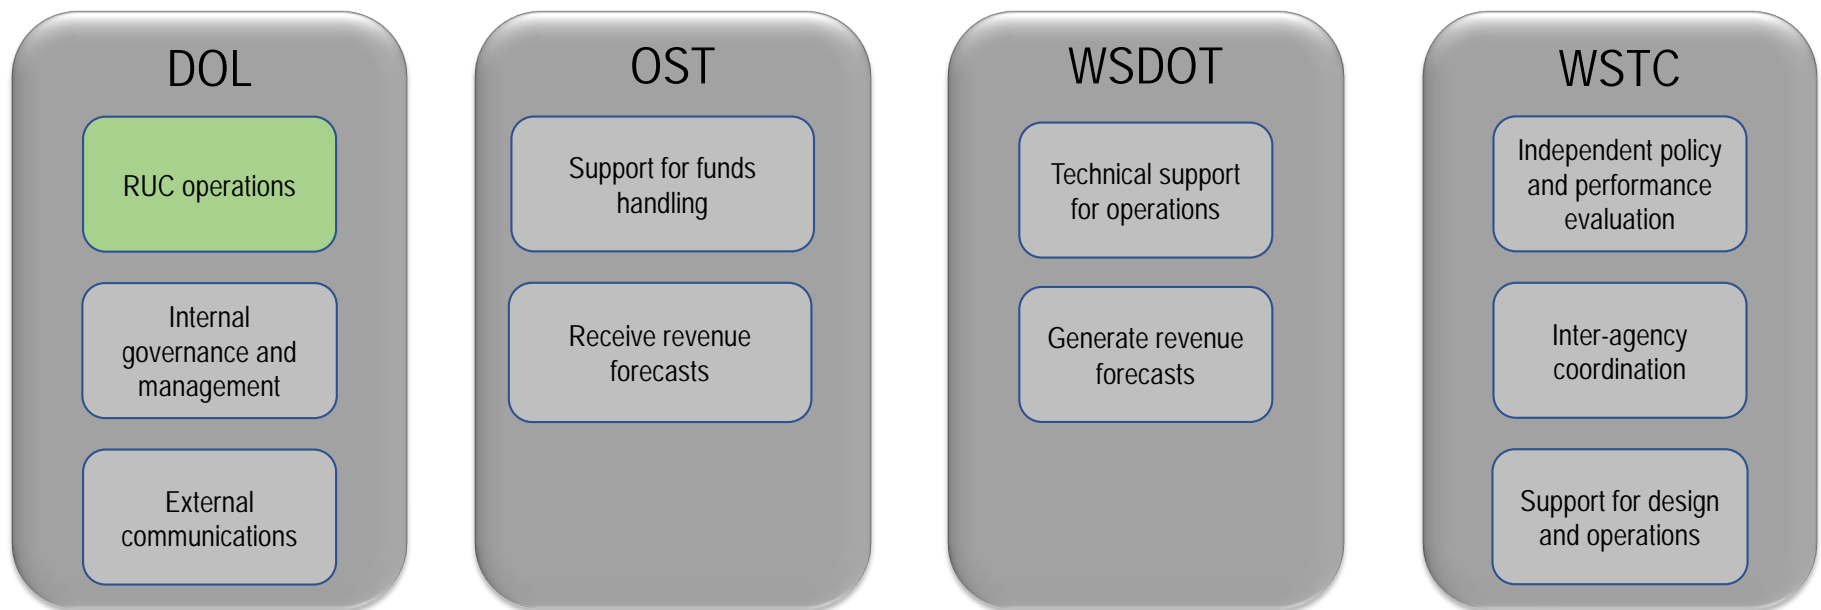 DOL
RUC operations
Internal
governance and
management
External
communications
OST
Support for funds
handling
Receive revenue
forecasts
WSDOT
Technical support
for operations
Generate revenue
forecasts
WSTC
Independent policy
and performance
evaluation
Inter-agency
coordination
Support for design
and operations